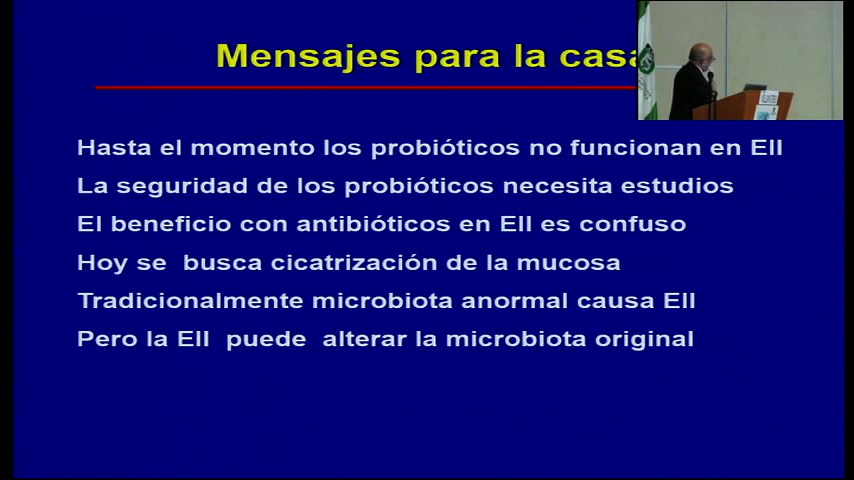 Mensajes para la casa
Hasta el momento los probióticos no funcionan en EII
La seguridad de los probióticos necesita estudios
El beneficio con antibióticos en EII es confuso
Hoy se busca cicatrización de la mucosa
Tradicionalmente microbiota anormal causa EII
Pero la EII puede alterar la microbiota original